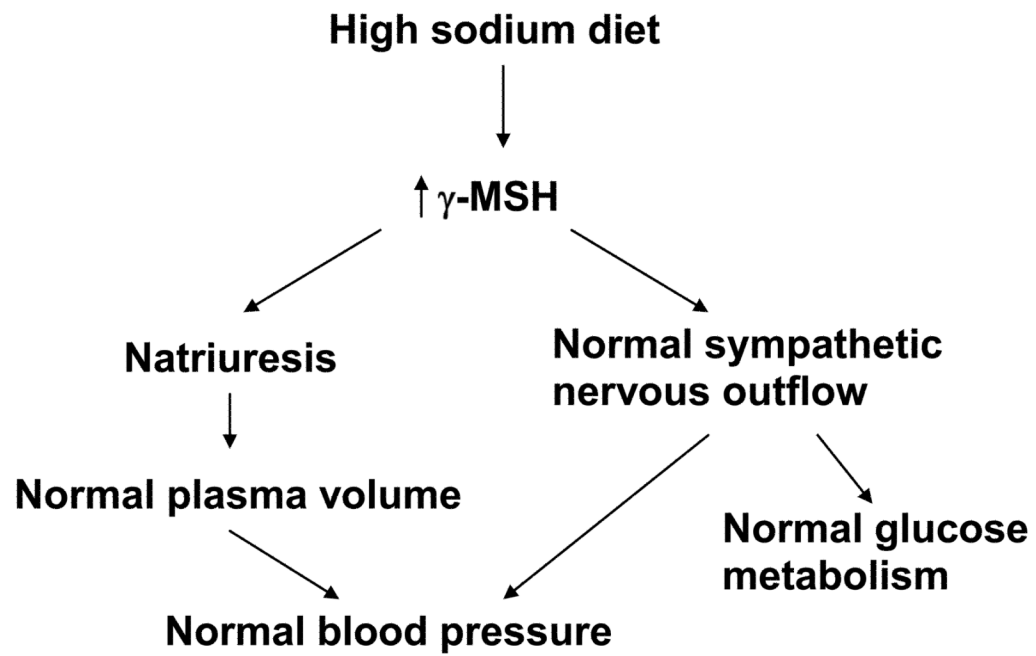 High sodium diet
↑ γ-MSH
Natriuresis
Normal sympathetic
nervous outflow
Normal plasma volume
Normal glucose
metabolism
Normal blood pressure